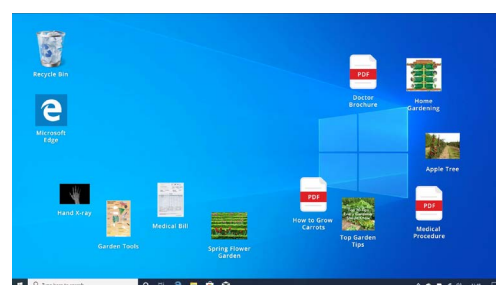 Recycle Bin
Microsoft
Edge
PDF
Doctor
Brochure
Home
Gardening
Apple Tree
Hand X-ray
Garden Tools
Medical Bill
Spring Flower
Garden
PDF
How to Grow
Carrots
Top Garden
Tips
PDF
Medical
Procedure